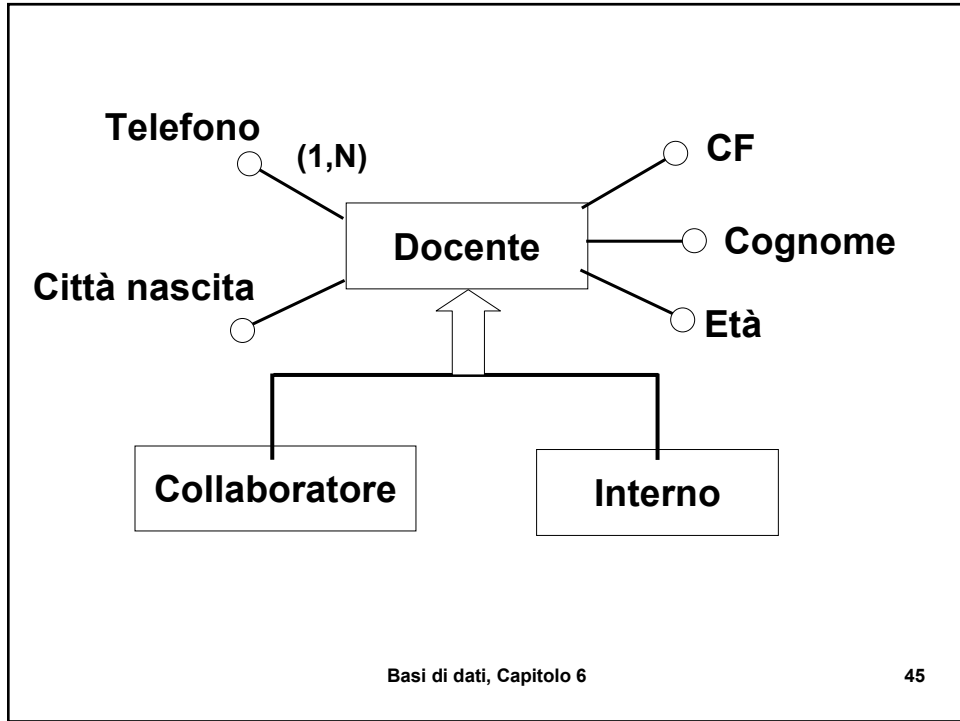 Telefono
(1,N)
CF
Docente
Cognome
Città nascita
Età
Collaboratore
Interno
Basi di dati, Capitolo 6
45